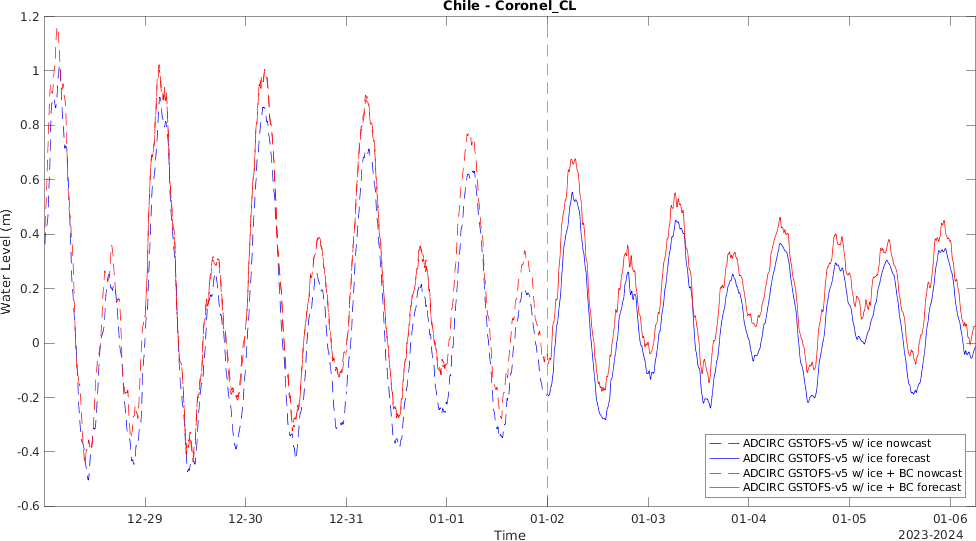 Chile - Coronel_CL
1.2
1
0.8
0.6
0.4
0.2
0
-0.2
-0.4
-0.6
Water Level (m)
12-29
12-30
12-31
01-01
01-02
01-03
01-04
01-05
01-06
Time
2023-2024
ADCIRC GSTOFS-v5 w/ ice nowcast
ADCIRC GSTOFS-v5 w/ ice forecast
ADCIRC GSTOFS-v5 w/ ice + BC nowcast
ADCIRC GSTOFS-v5 w/ ice + BC forecast